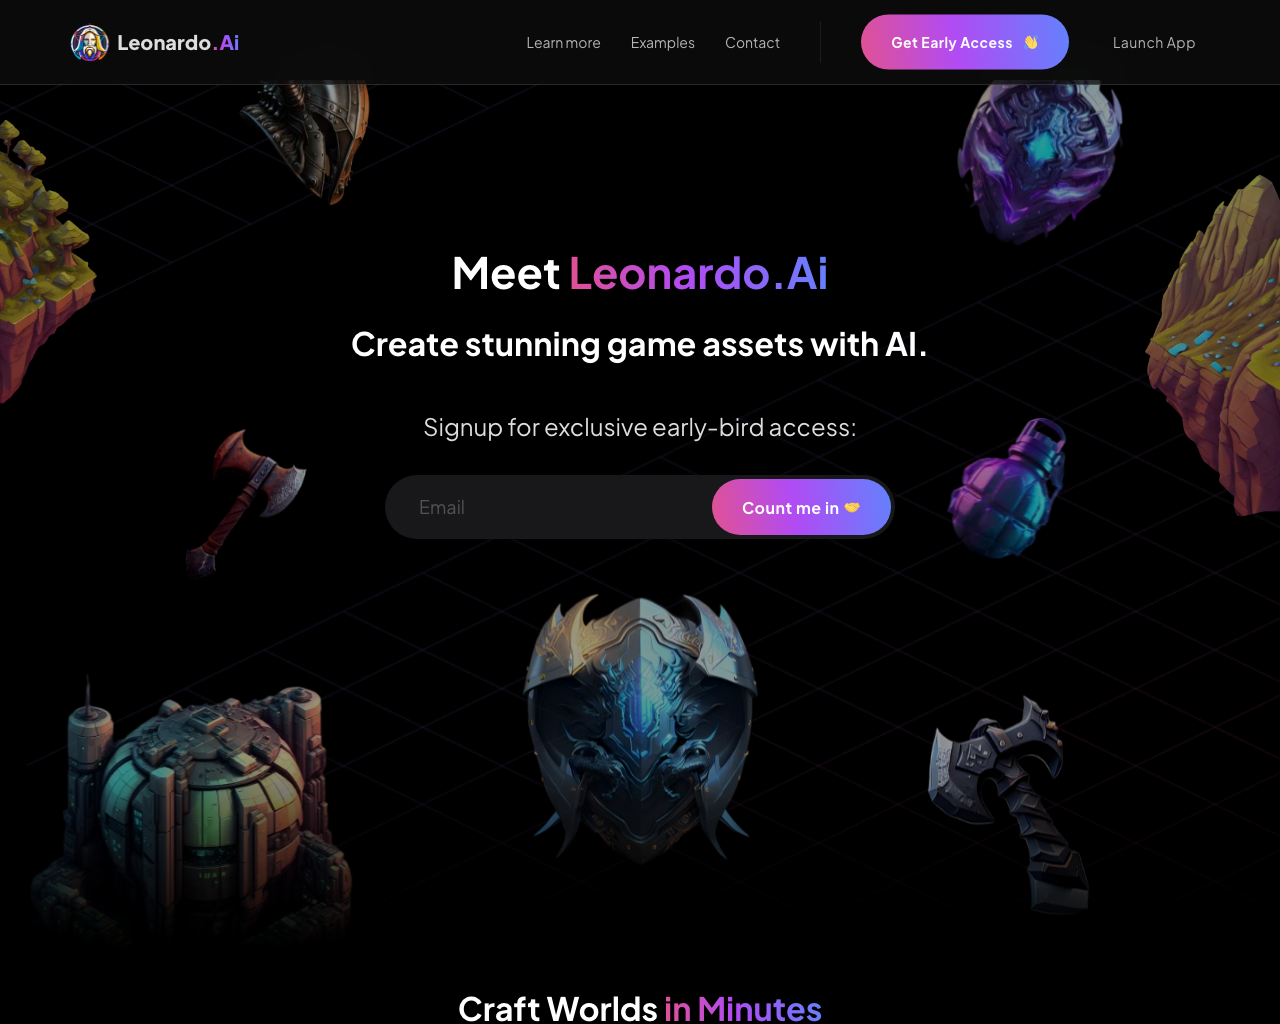 Leonardo.Ai
Learn more
Examples
Contact
Get Early Access 👋
Launch App
Meet Leonardo.Ai
Create stunning game assets with AI.
Signup for exclusive early-bird access:
Email
Count me in 🤝
Craft Worlds in Minutes